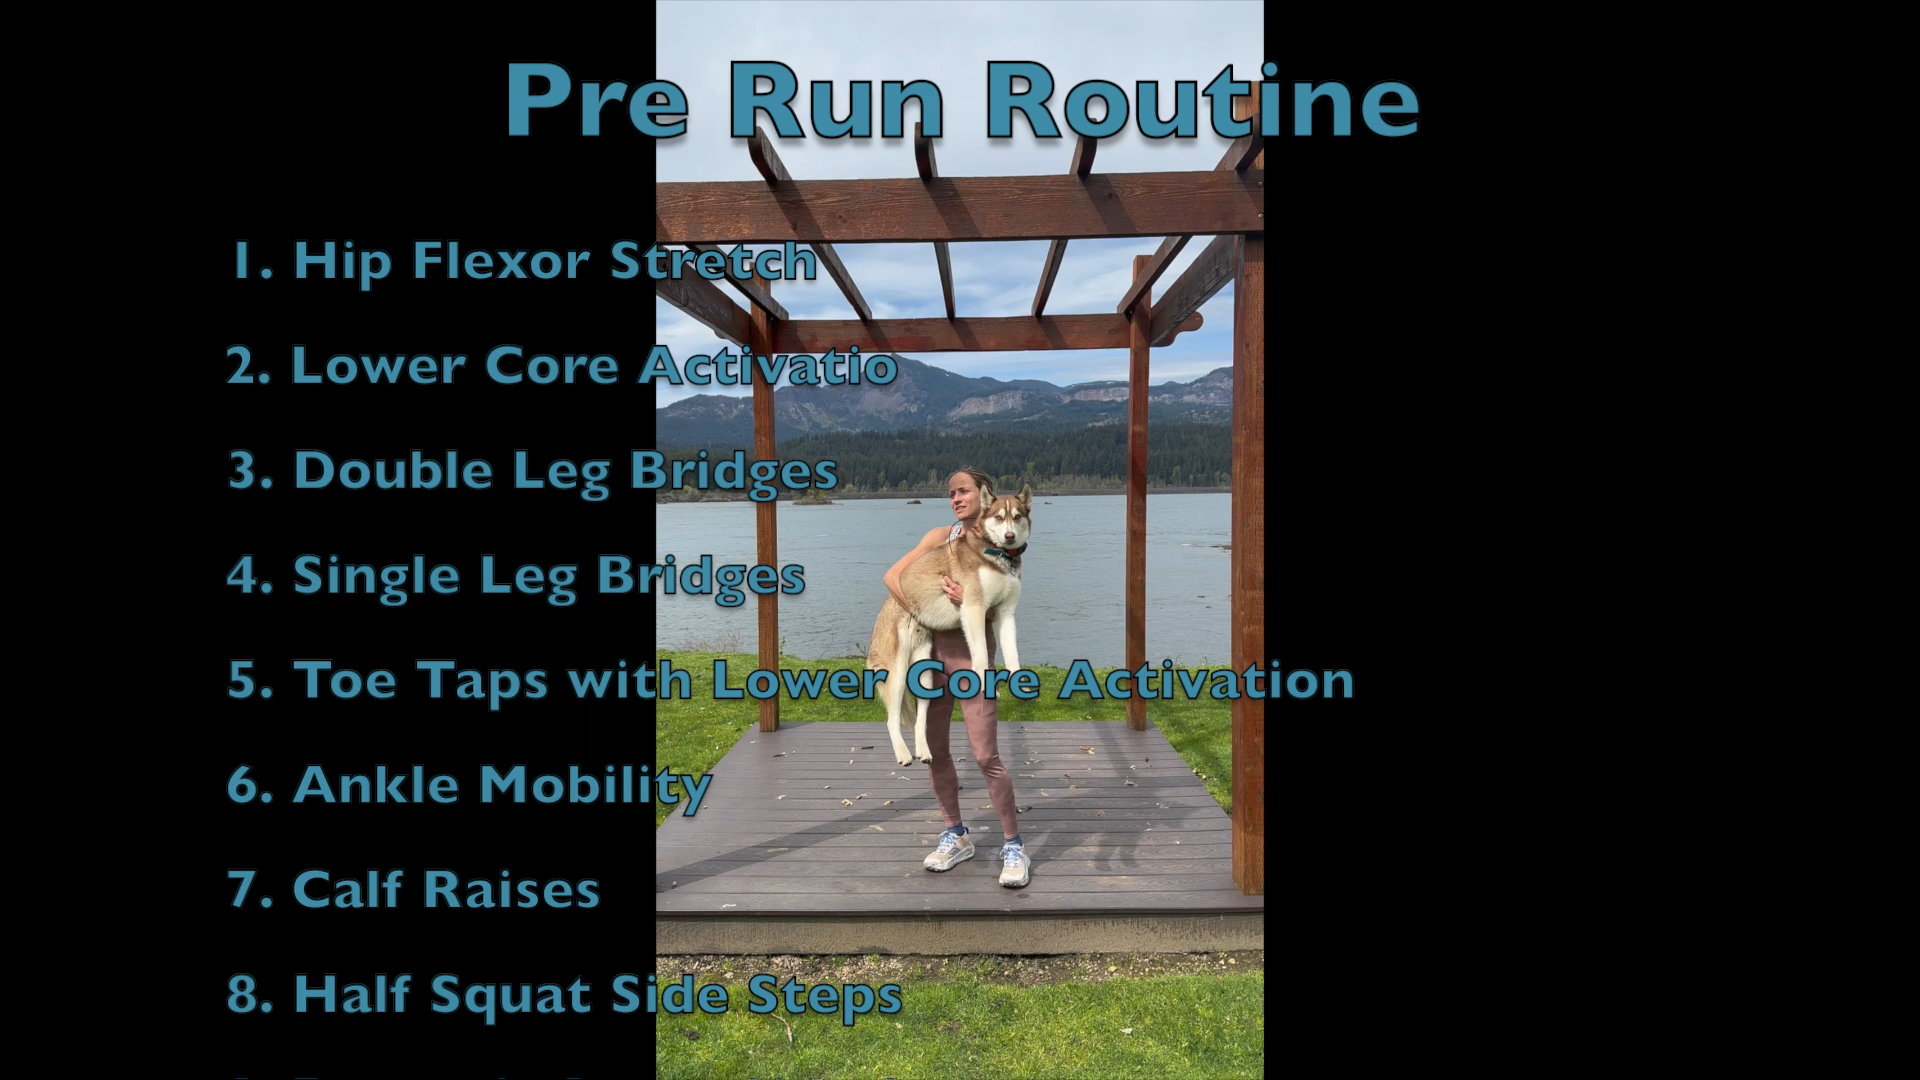 Pre Run Routine
1. Hip Flexor Stretch
2. Lower Core Activatio
3. Double Leg Bridges
4. Single Leg Bridges
5. Toe Taps with Lower Core Activation
6. Ankle Mobility
7. Calf Raises
8. Half Squat Side Steps